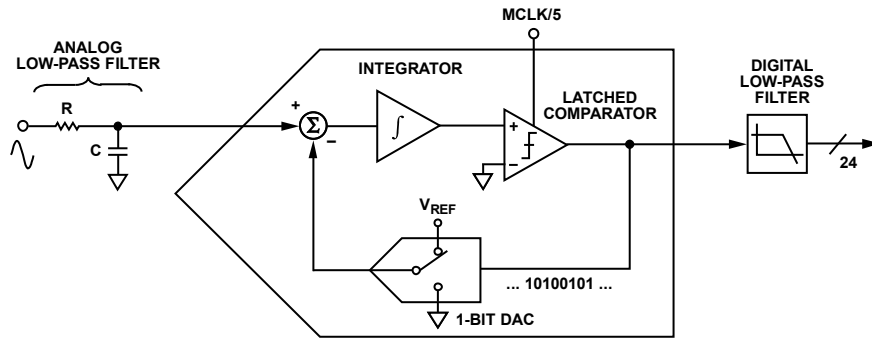 MCLK/5
ANALOG
LOW-PASS FILTER
INTEGRATOR
DIGITAL
LOW-PASS
FILTER
LATCHED
COMPARATOR
R
+
Σ
−
∫
+
−
C
24
VREF
... 10100101 ...
1-BIT DAC